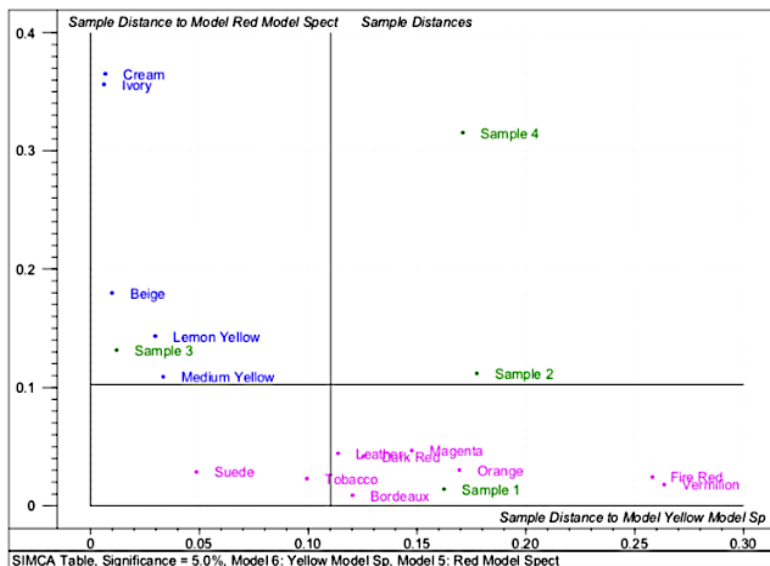 Sample Distance to Model Red Model Spect Sample Distances
0.4
Cream
Ivory
Sample 4
0.3
0.2
Beige
Lemon Yellow
Sample 3
Sample 2
Medium Yellow
0.1
Leather
Magenta
Dark Red
Suede
Tobacco
Orange
Fire Red
Vermilion
Bordeaux
Sample 1
0
Sample Distance to Model Yellow Model Sp
0 0.05 0.10 0.15 0.20 0.25 0.30
SIMCA Table, Significance = 5.0%, Model 6: Yellow Model Sp, Model 5: Red Model Spect